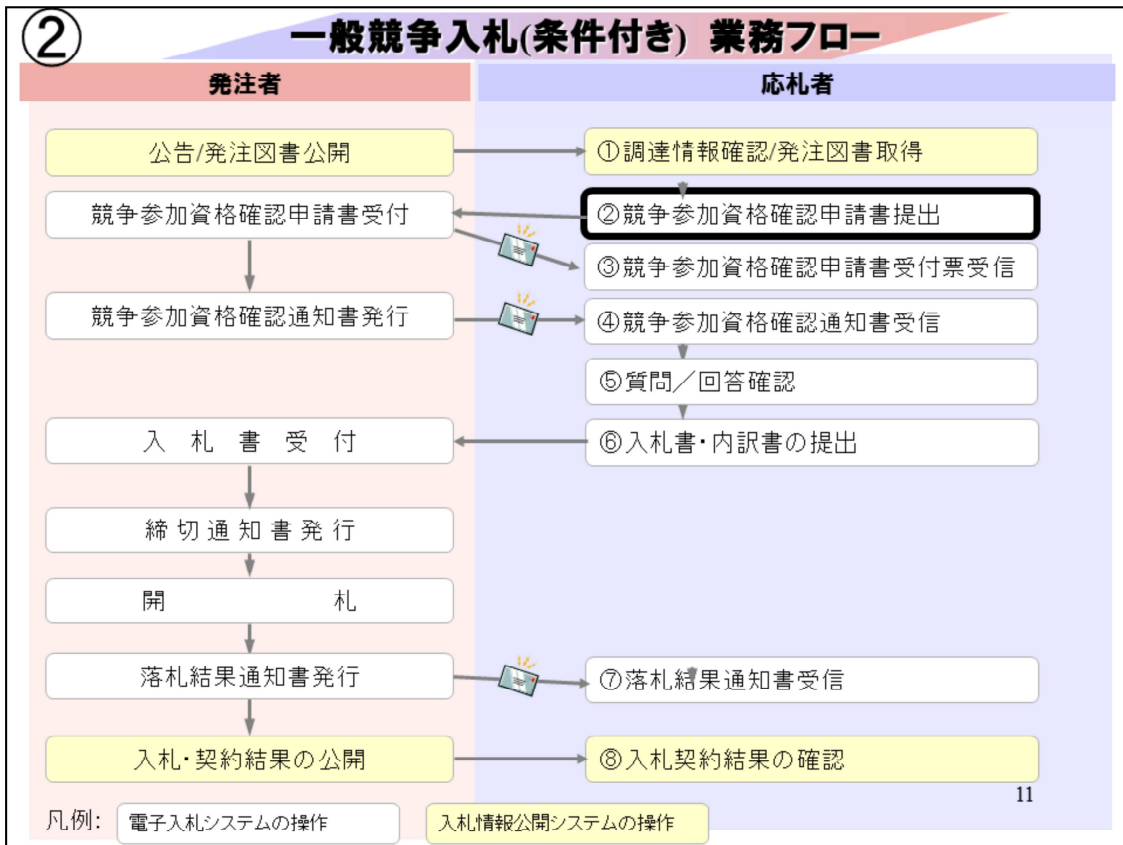 ②
一般競争入札(条件付き) 業務フロー
発注者
応札者
公告/発注図書公開
①調達情報確認/発注図書取得
競争参加資格確認申請書受付
②競争参加資格確認申請書提出
③競争参加資格確認申請書受付票受信
競争参加資格確認通知書発行
④競争参加資格確認通知書受信
⑤質問／回答確認
入札書受付
⑥入札書・内訳書の提出
締切通知書発行
開札
落札結果通知書発行
⑦落札結果通知書受信
入札・契約結果の公開
⑧入札契約結果の確認
11
凡例:
電子入札システムの操作
入札情報公開システムの操作